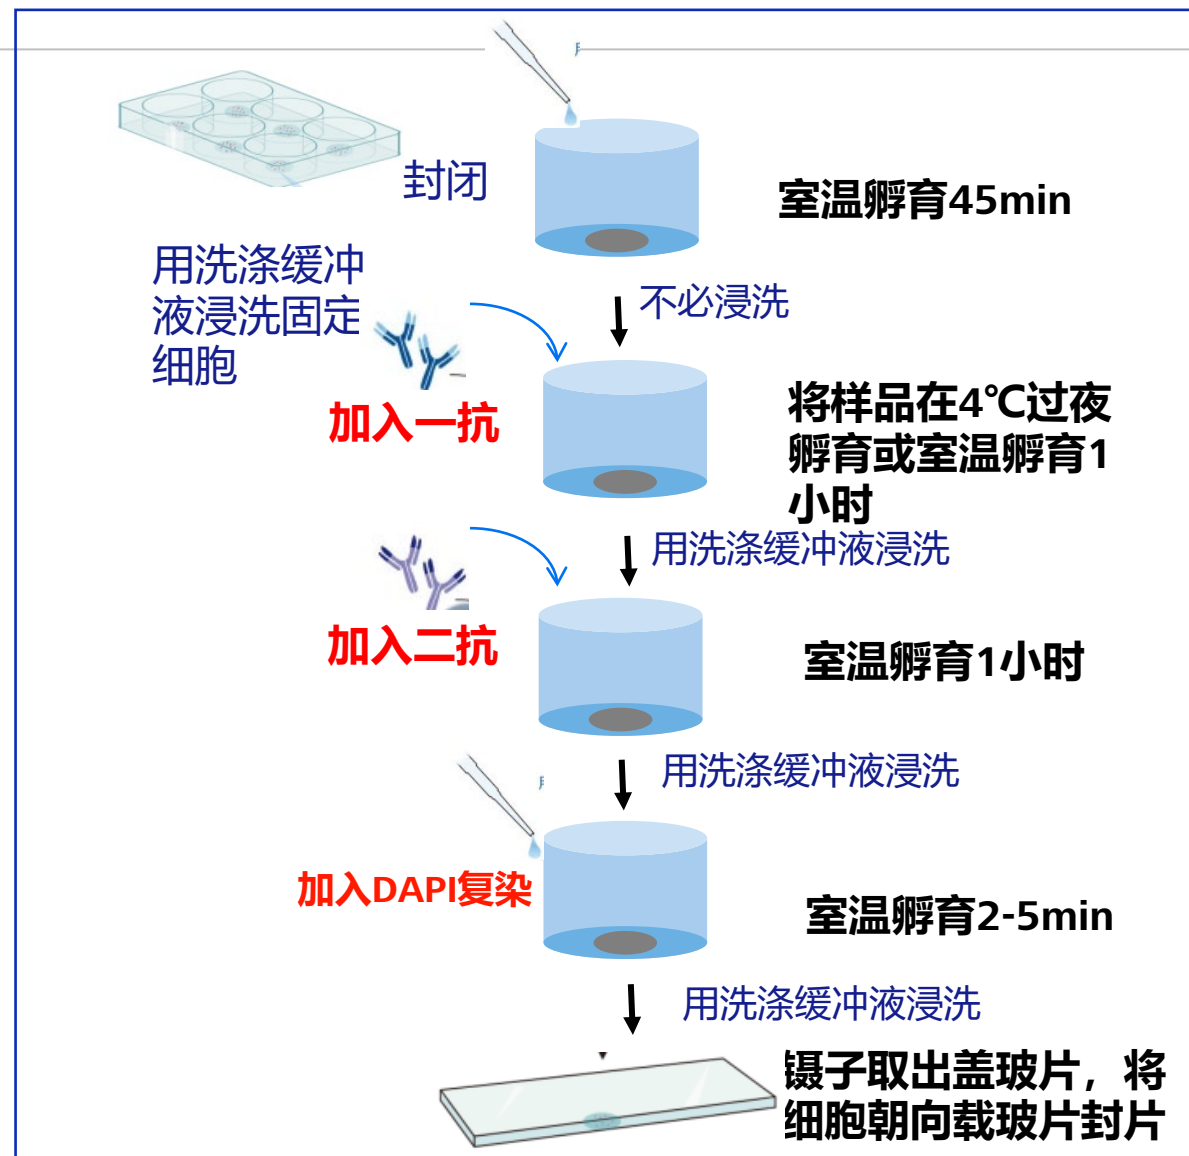 封闭
室温孵育45min
用洗涤缓冲
液浸洗固定
细胞
不必浸洗
加入一抗
将样品在4℃过夜
孵育或室温孵育1
小时
用洗涤缓冲液浸洗
加入二抗
室温孵育1小时
用洗涤缓冲液浸洗
加入DAPI复染
室温孵育2-5min
用洗涤缓冲液浸洗
镊子取出盖玻片，将
细胞朝向载玻片封片